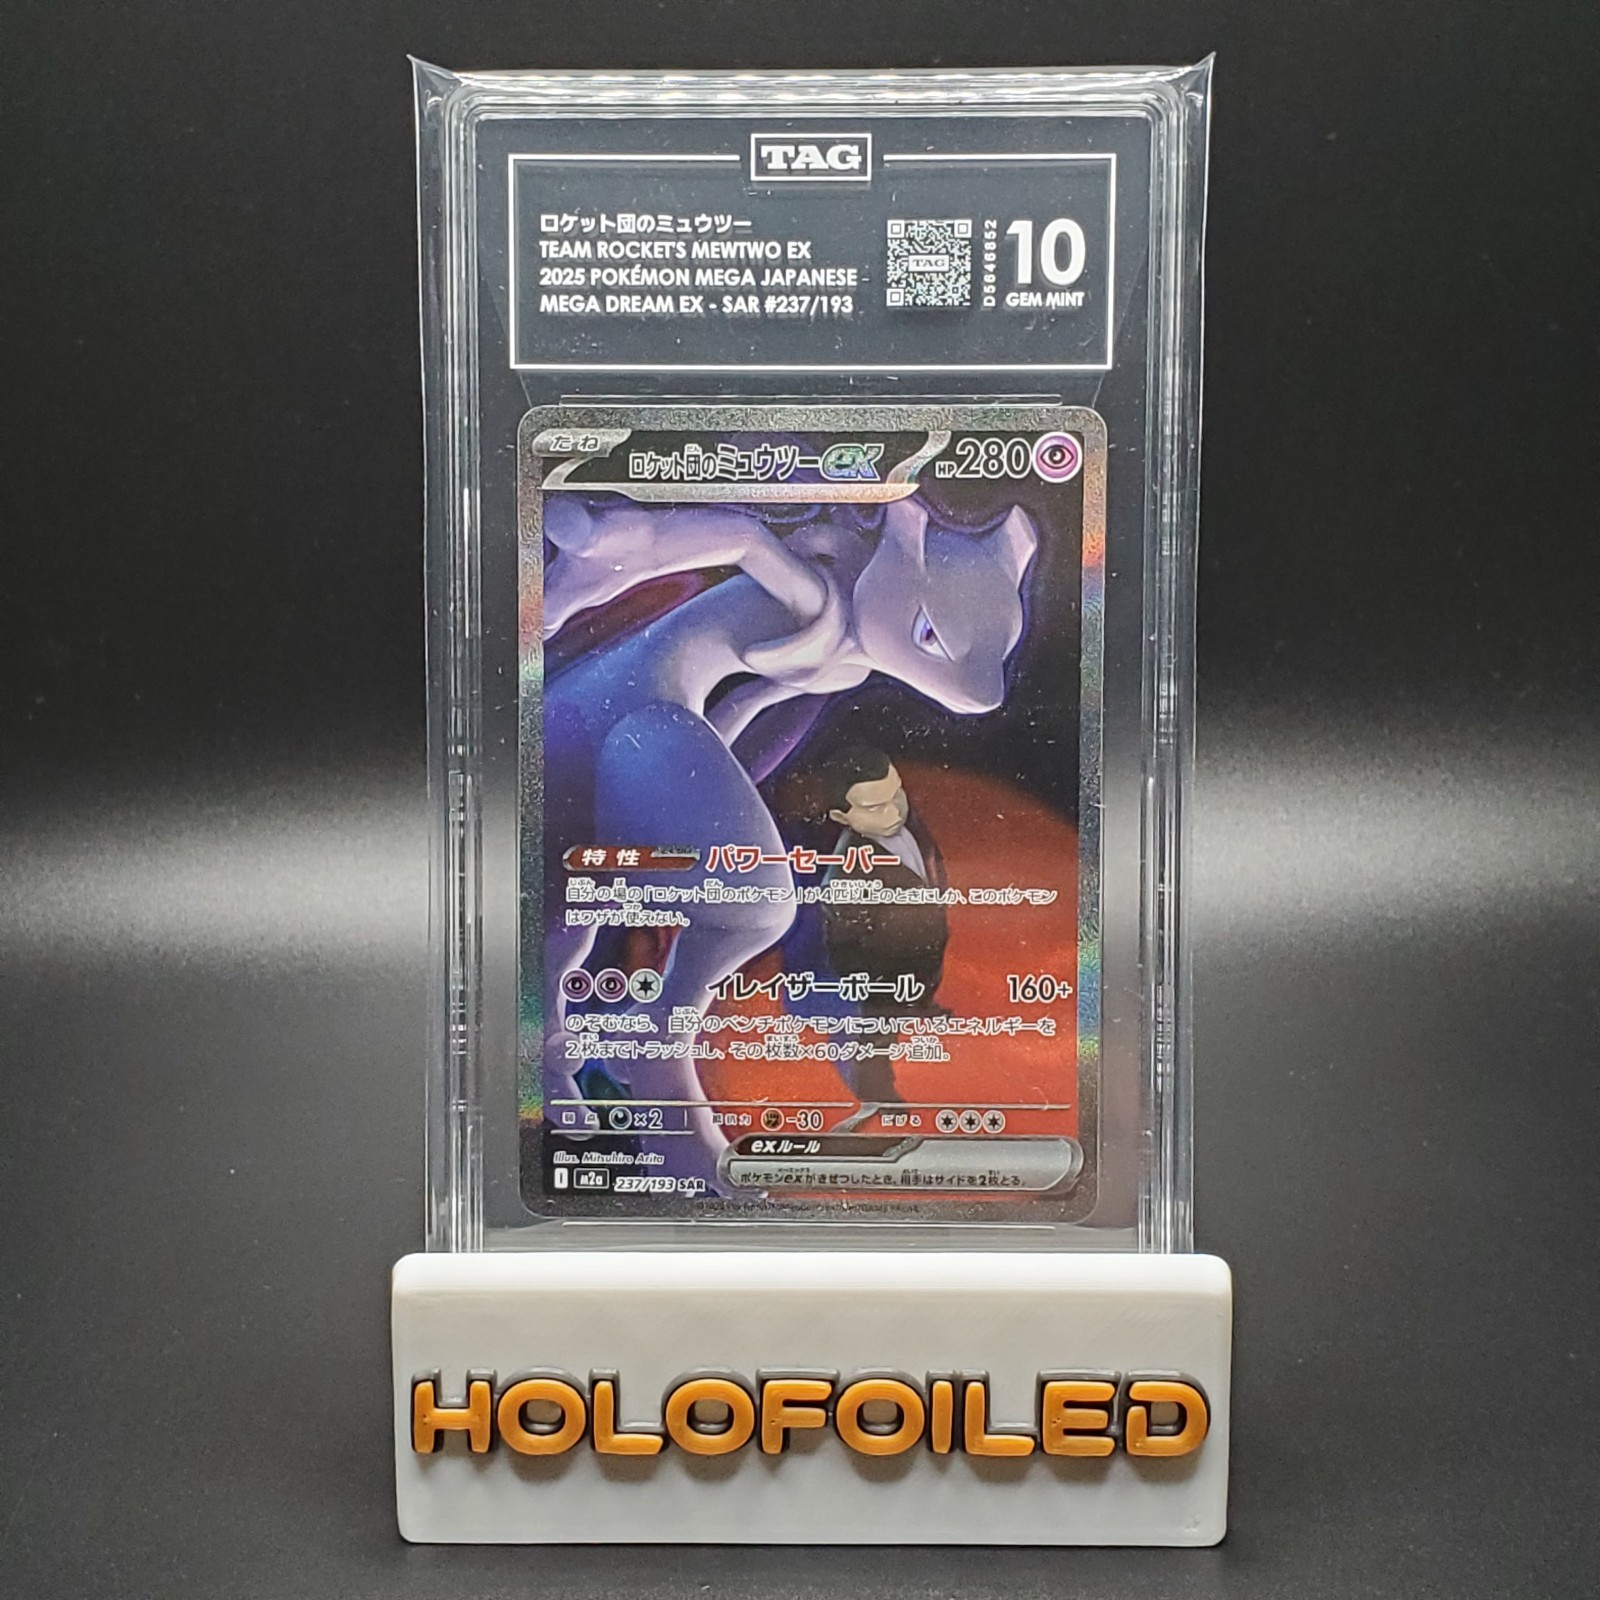 TAG
ロケット団のミュウツー
TEAM ROCKET'S MEWTWO EX
2025 POKÉMON MEGA JAPANESE -
MEGA DREAM EX - SAR #237/193
TAG
D5646852
10
GEM MINT
たね
ロケット団のミュウツーex
HP280
特性 パワーセーバー
自分の場の「ロケット団のポケモン」が4匹以上のときにしか、このポケモン
はワザが使えない。
イレイザーボール 160+
のぞむなら、自分のベンチポケモンについているエネルギーを
2枚までトラッシュし、その枚数×60ダメージ追加。
弱点 ×2 抵抗力 -30 にげる
Illus. Mitsuhiro Arita
exルール
ポケモンexがきぜつしたとき、相手はサイドを2枚とる。
I m2a 237/193 SAR
HOLOFOILED